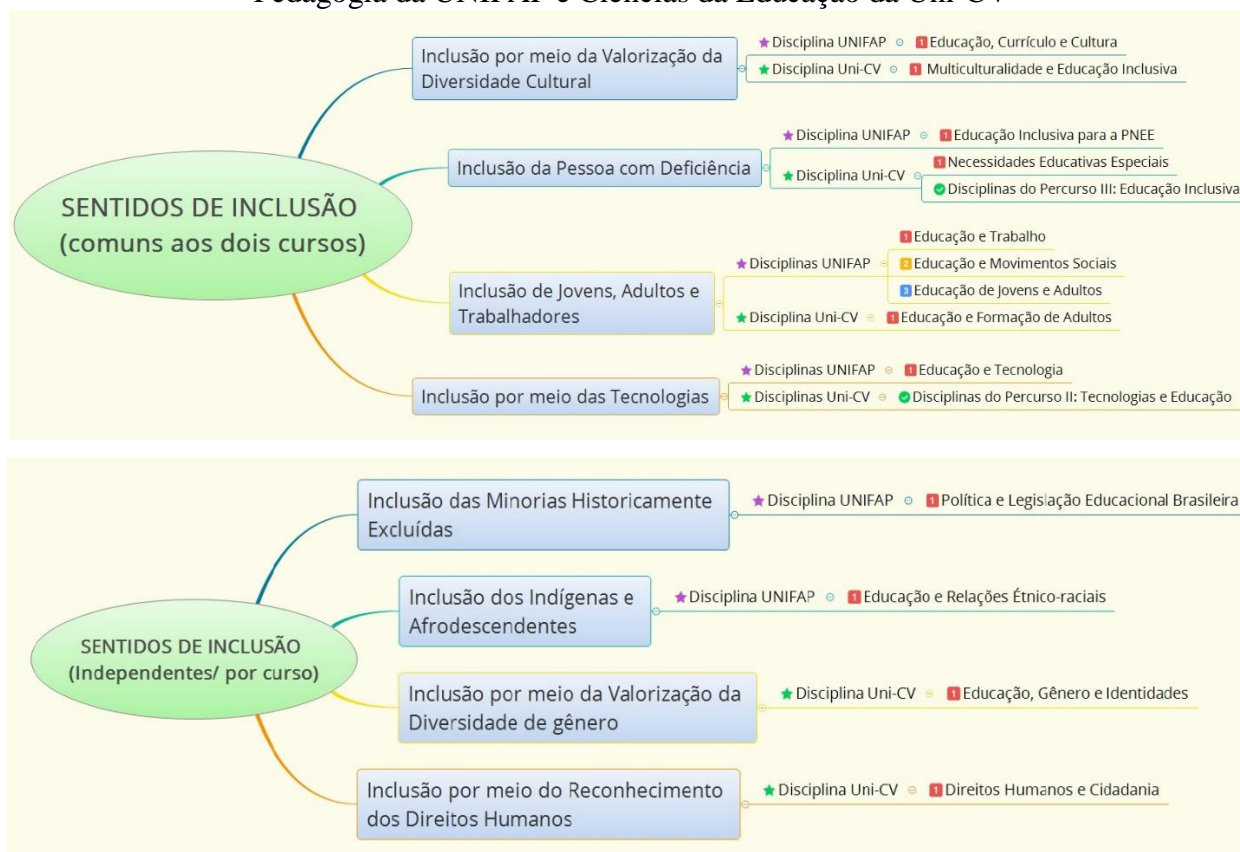 Pedagogia da UNIFAP e Ciências da Educação da Uni-CV
SENTIDOS DE INCLUSÃO
(comuns aos dois cursos)
Inclusão por meio da Valorização da
Diversidade Cultural
Disciplina UNIFAP 1 Educação, Currículo e Cultura
Disciplina Uni-CV 1 Multiculturalidade e Educação Inclusiva
Inclusão da Pessoa com Deficiência
Disciplina UNIFAP 1 Educação Inclusiva para a PNEE
Disciplina Uni-CV
1 Necessidades Educativas Especiais
Disciplinas do Percurso III: Educação Inclusiva
Inclusão de Jovens, Adultos e
Trabalhadores
Disciplinas UNIFAP
1 Educação e Trabalho
2 Educação e Movimentos Sociais
3 Educação de Jovens e Adultos
Disciplina Uni-CV 1 Educação e Formação de Adultos
Inclusão por meio das Tecnologias
Disciplinas UNIFAP 1 Educação e Tecnologia
Disciplinas Uni-CV Disciplinas do Percurso II: Tecnologias e Educação
SENTIDOS DE INCLUSÃO
(Independentes/ por curso)
Inclusão das Minorias Historicamente
Excluídas
Disciplina UNIFAP 1 Política e Legislação Educacional Brasileira
Inclusão dos Indígenas e
Afrodescendentes
Disciplina UNIFAP 1 Educação e Relações Étnico-raciais
Inclusão por meio da Valorização da
Diversidade de gênero
Disciplina Uni-CV 1 Educação, Gênero e Identidades
Inclusão por meio do Reconhecimento
dos Direitos Humanos
Disciplina Uni-CV 1 Direitos Humanos e Cidadania